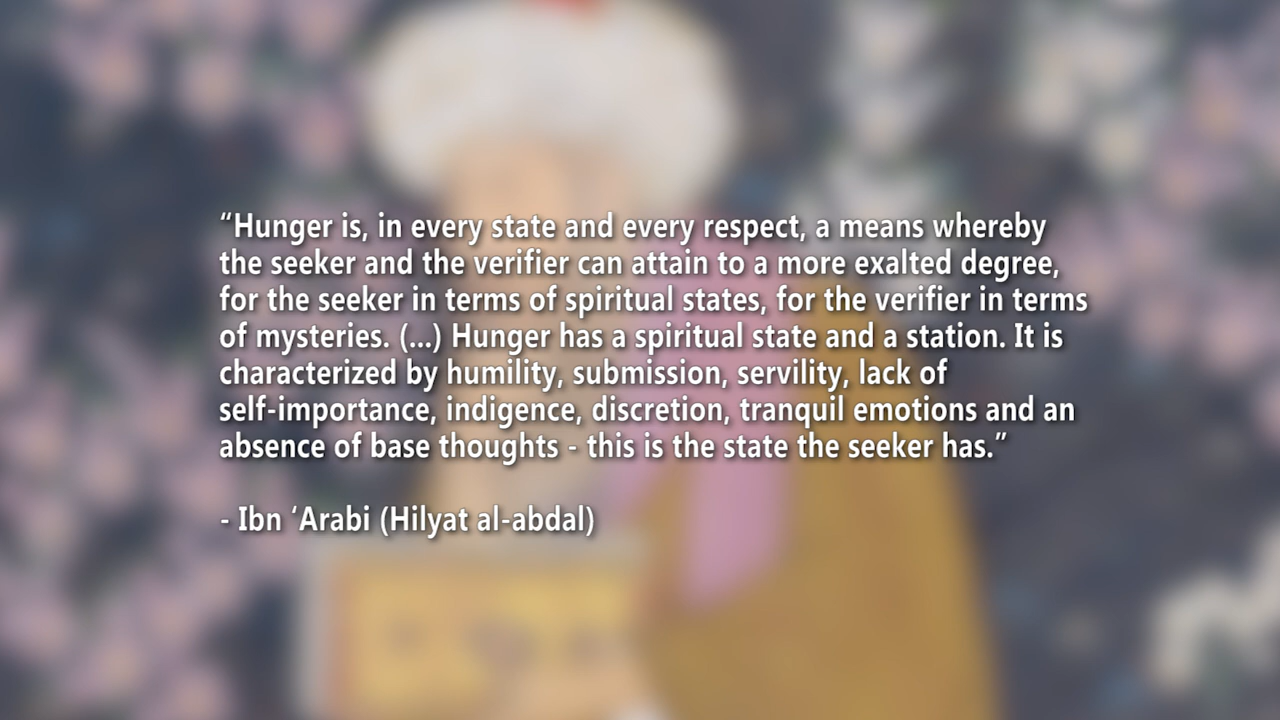 “Hunger is, in every state and every respect, a means whereby
the seeker and the verifier can attain to a more exalted degree,
for the seeker in terms of spiritual states, for the verifier in terms
of mysteries. (...) Hunger has a spiritual state and a station. It is
characterized by humility, submission, servility, lack of
self-importance, indigence, discretion, tranquil emotions and an
absence of base thoughts - this is the state the seeker has.”
- Ibn ‘Arabi (Hilyat al-abdal)